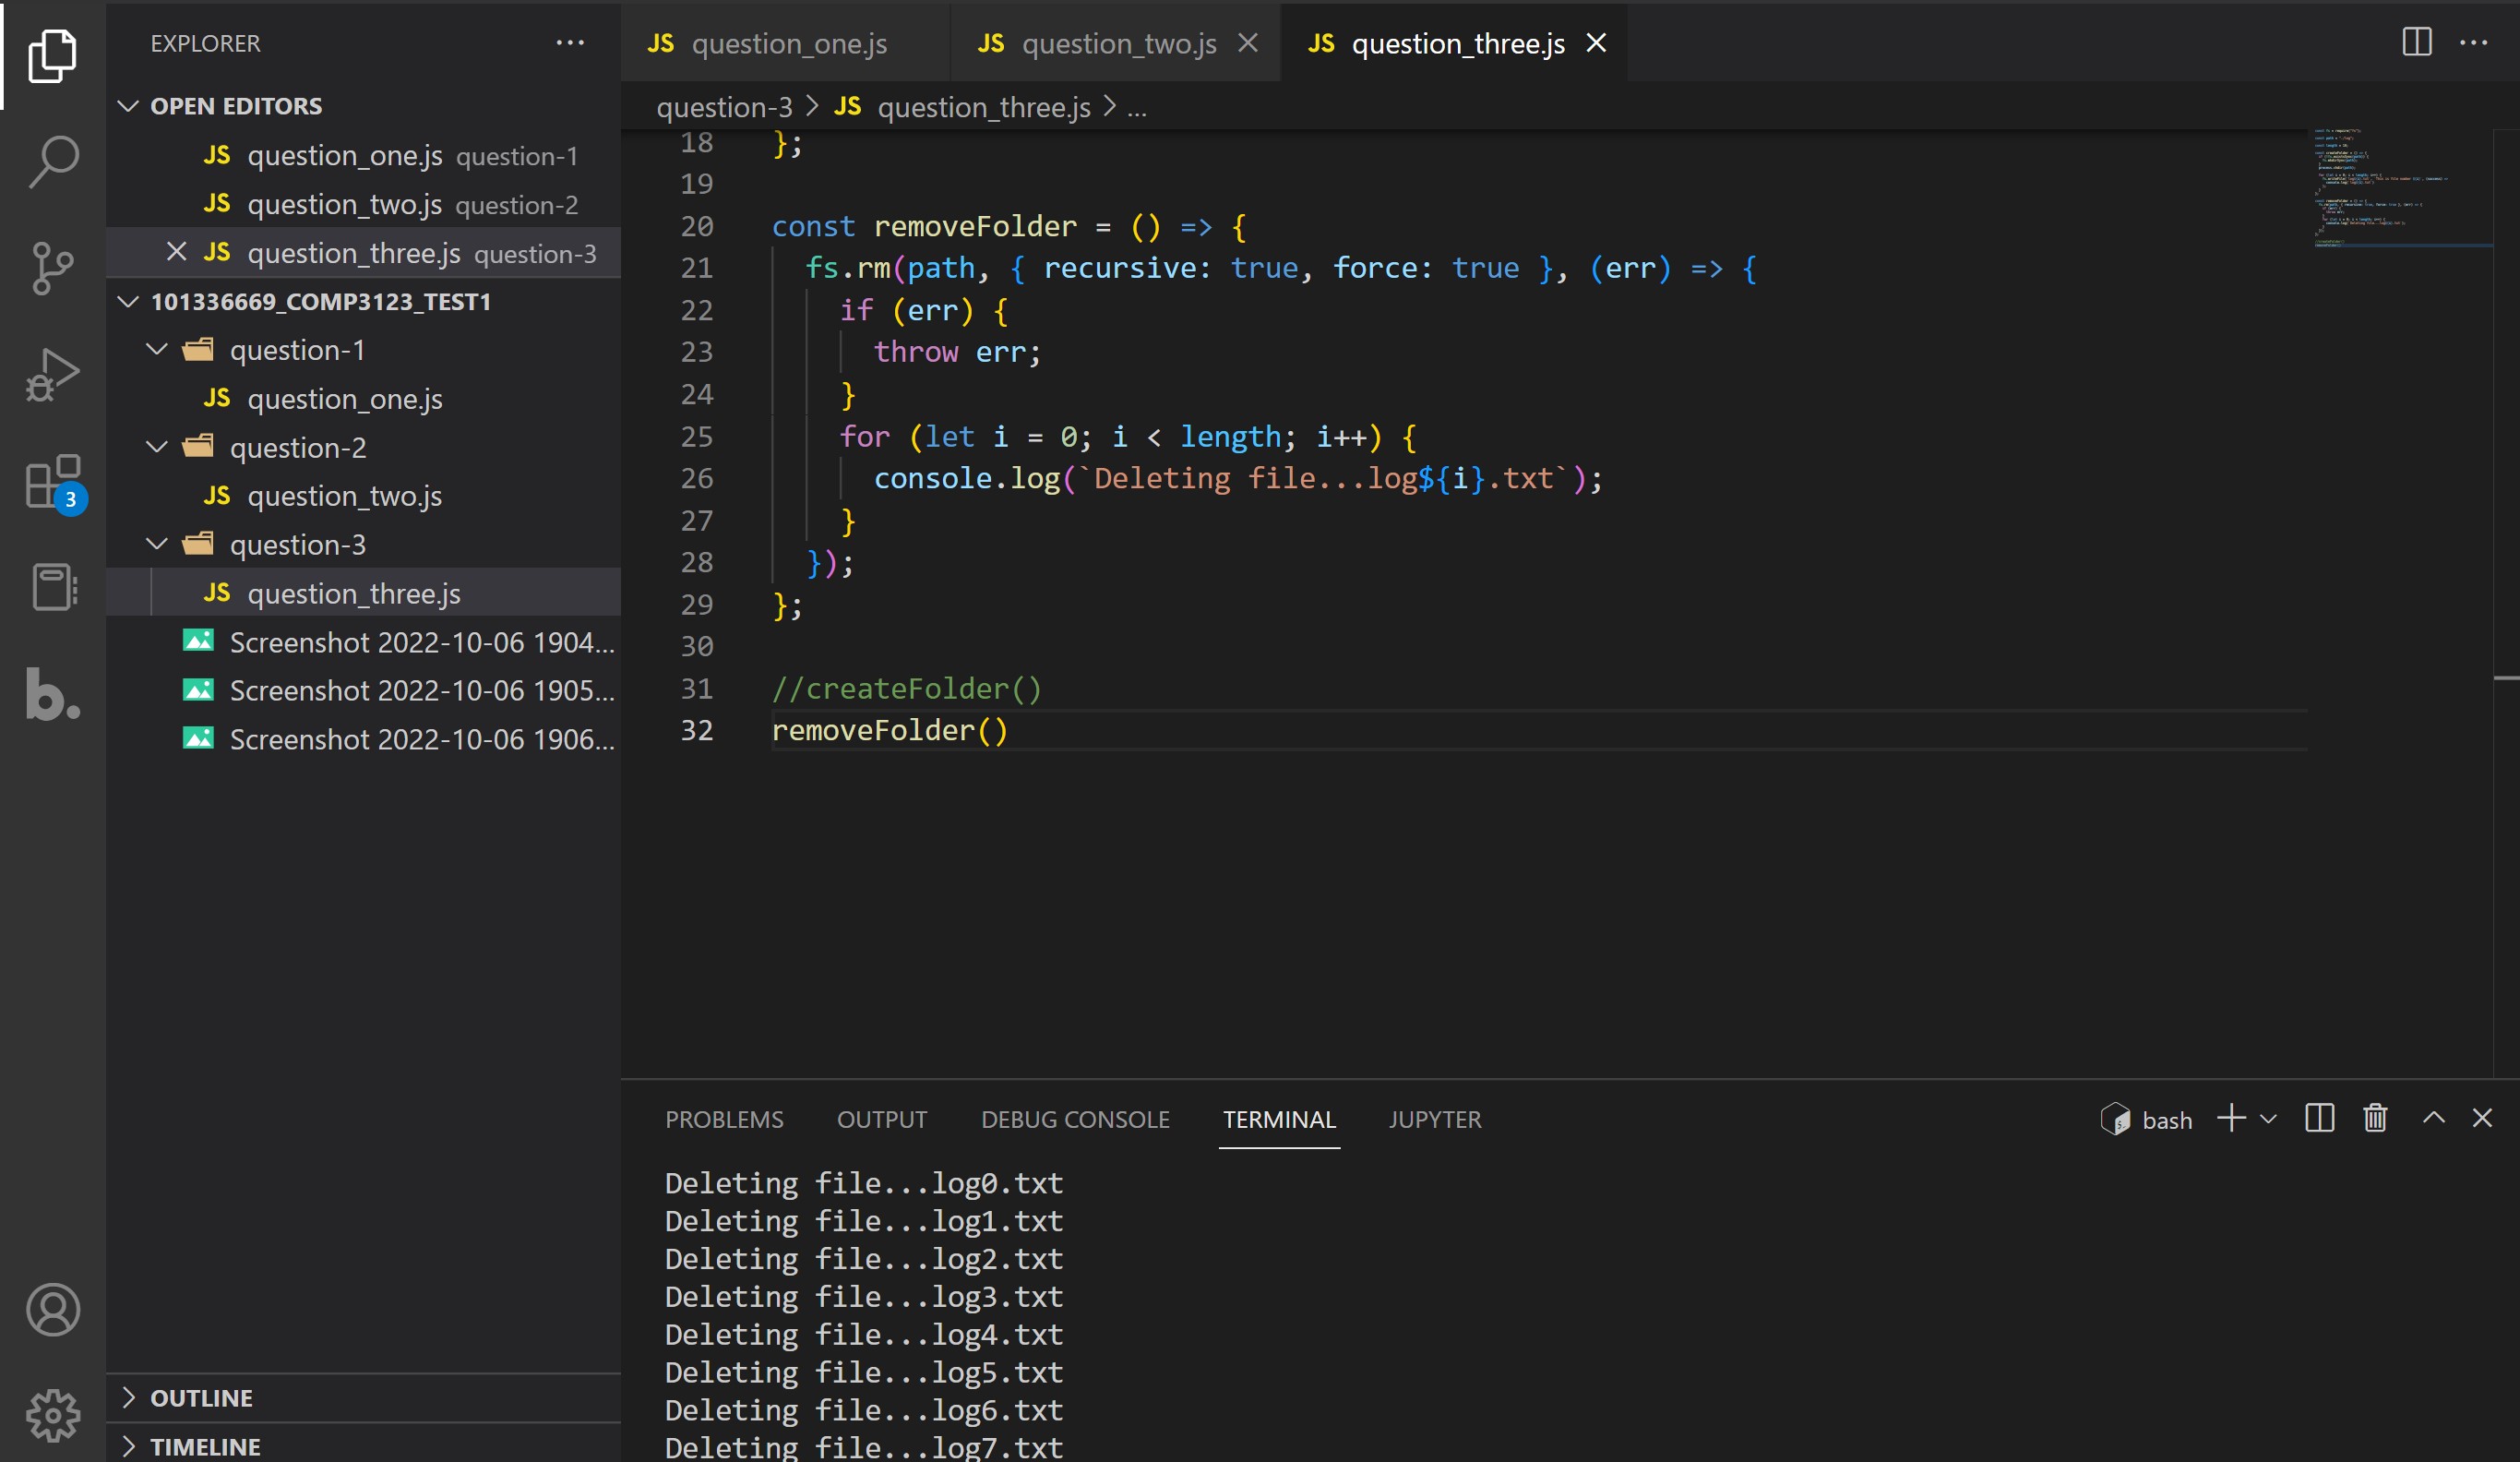 EXPLORER
OPEN EDITORS
JS question_one.js question-1
JS question_two.js question-2
JS question_three.js question-3
101336669_COMP3123_TEST1
question-1
JS question_one.js
question-2
JS question_two.js
question-3
JS question_three.js
Screenshot 2022-10-06 1904...
Screenshot 2022-10-06 1905...
Screenshot 2022-10-06 1906...
OUTLINE
TIMELINE
3
b.
JS question_one.js
JS question_two.js
JS question_three.js
question-3 > JS question_three.js > ...
18 };
19
20 const removeFolder = () => {
21 fs.rm(path, { recursive: true, force: true }, (err) => {
22 if (err) {
23 throw err;
24 }
25 for (let i = 0; i < length; i++) {
26 console.log(`Deleting file...log${i}.txt`);
27 }
28 });
29 };
30
31 //createFolder()
32 removeFolder()
PROBLEMS OUTPUT DEBUG CONSOLE TERMINAL JUPYTER
bash
Deleting file...log0.txt
Deleting file...log1.txt
Deleting file...log2.txt
Deleting file...log3.txt
Deleting file...log4.txt
Deleting file...log5.txt
Deleting file...log6.txt
Deleting file...log7.txt